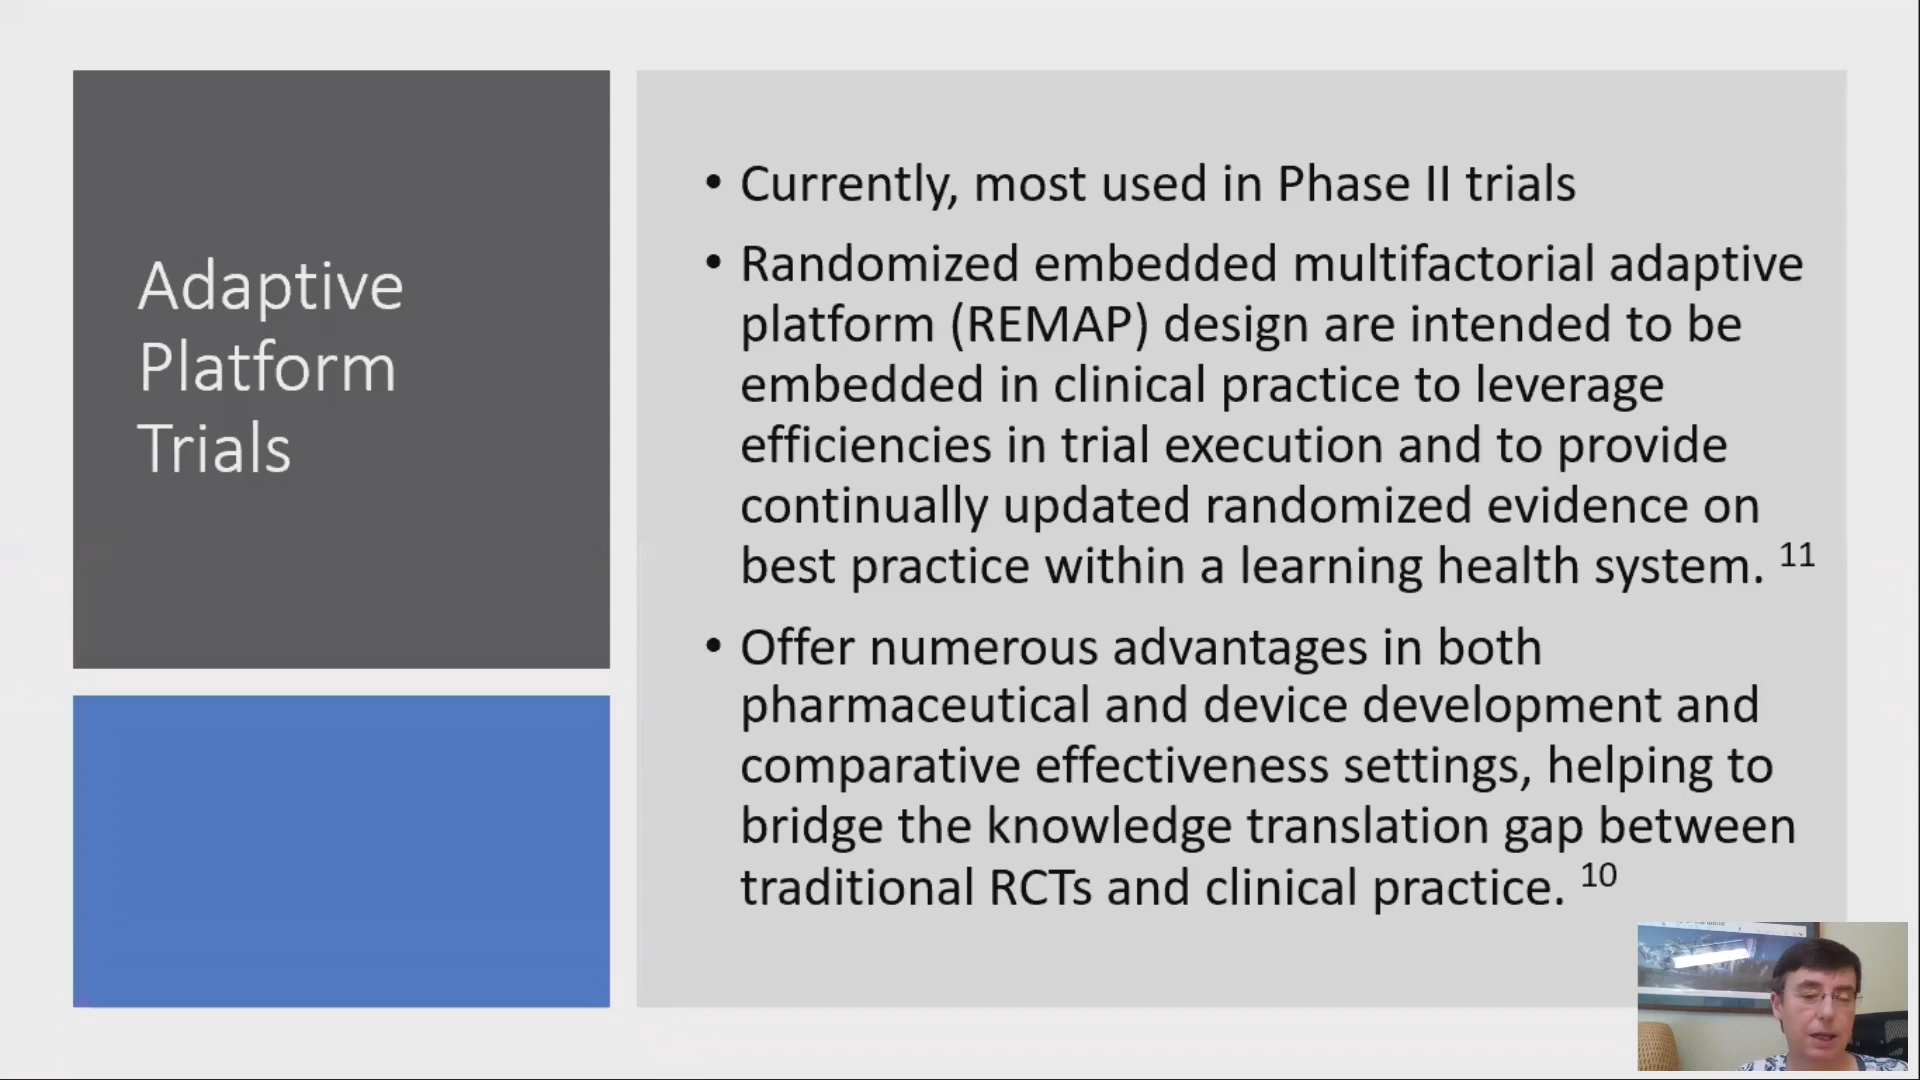 Adaptive
Platform
Trials
• Currently, most used in Phase II trials
• Randomized embedded multifactorial adaptive
platform (REMAP) design are intended to be
embedded in clinical practice to leverage
efficiencies in trial execution and to provide
continually updated randomized evidence on
best practice within a learning health system. 11
• Offer numerous advantages in both
pharmaceutical and device development and
comparative effectiveness settings, helping to
bridge the knowledge translation gap between
traditional RCTs and clinical practice. 10